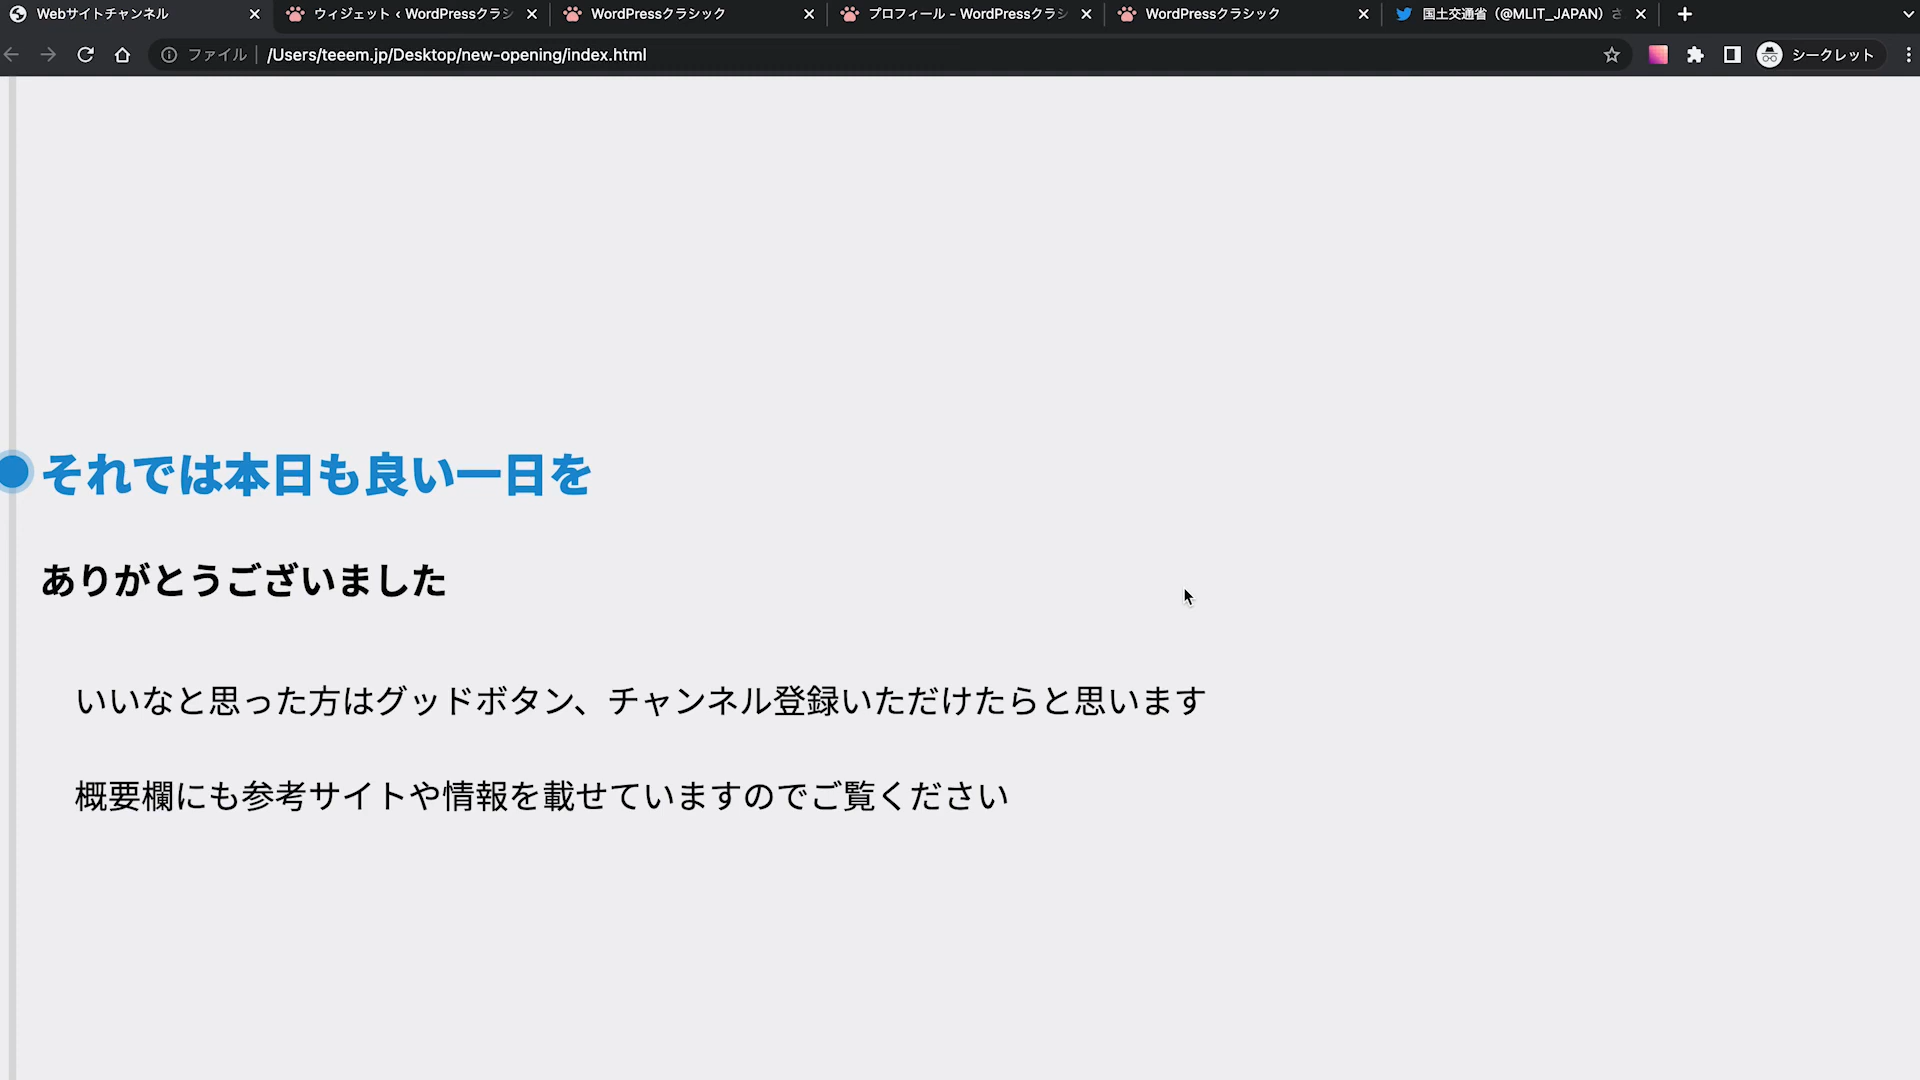 Webサイトチャンネル
ウィジェット ‹ WordPressクラシ
WordPressクラシック
プロフィール – WordPressクラシ
WordPressクラシック
国土交通省（@MLIT_JAPAN）さ
ファイル
/Users/teeem.jp/Desktop/new-opening/index.html
シークレット
それでは本日も良い一日を
ありがとうございました
いいなと思った方はグッドボタン、チャンネル登録いただけたらと思います
概要欄にも参考サイトや情報を載せていますのでご覧ください